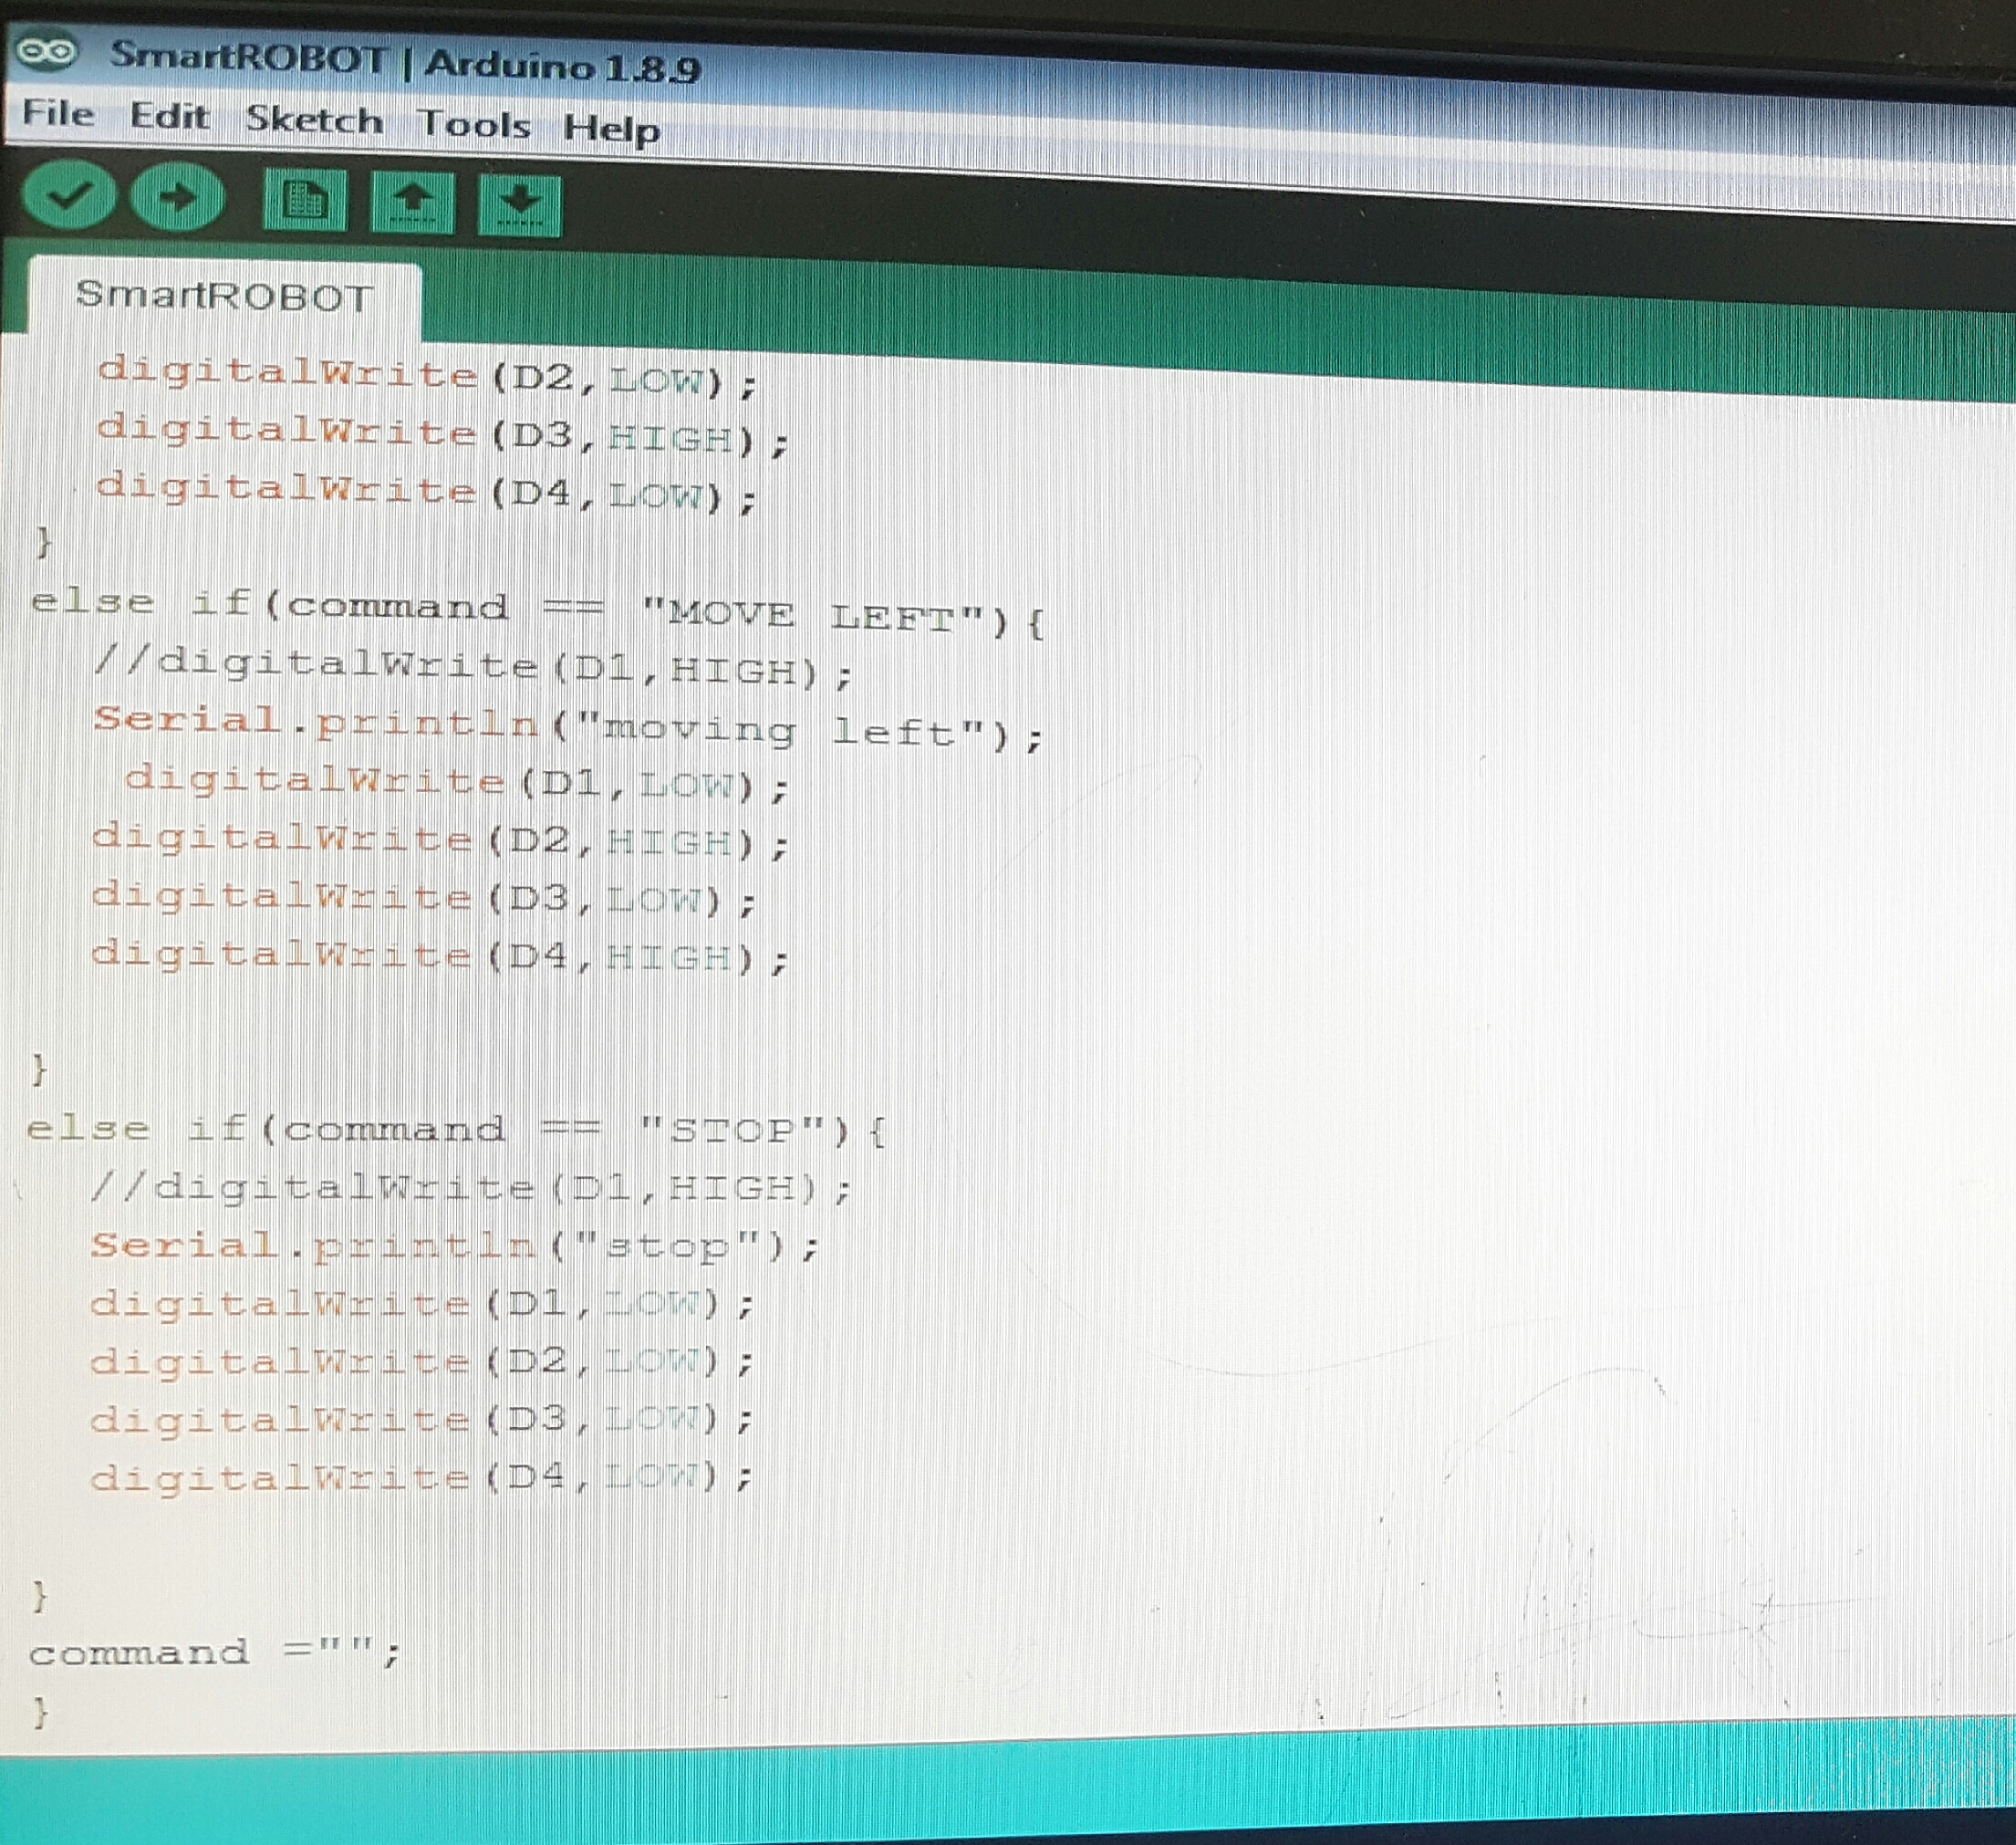 SmartROBOT | Arduino 1.8.9
File Edit Sketch Tools Help
SmartROBOT
digitalWrite(D2,LOW);
digitalWrite(D3,HIGH);
digitalWrite(D4,LOW);
}
else if(command == "MOVE LEFT"){
//digitalWrite(D1,HIGH);
Serial.println("moving left");
digitalWrite(D1,LOW);
digitalWrite(D2,HIGH);
digitalWrite(D3,LOW);
digitalWrite(D4,HIGH);
}
else if(command == "STOP"){
//digitalWrite(D1,HIGH);
Serial.println("stop");
digitalWrite(D1,LOW);
digitalWrite(D2,LOW);
digitalWrite(D3,LOW);
digitalWrite(D4,LOW);
}
command ="";
}